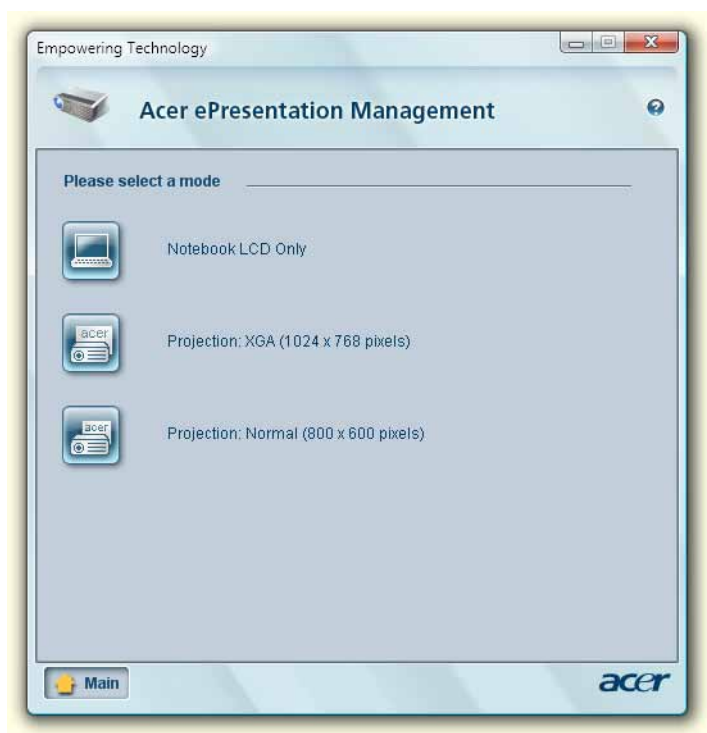 Empowering Technology
Acer ePresentation Management
Please select a mode
Notebook LCD Only
acer
Projection: XGA (1024 x 768 pixels)
acer
Projection: Normal (800 x 600 pixels)
Main
acer